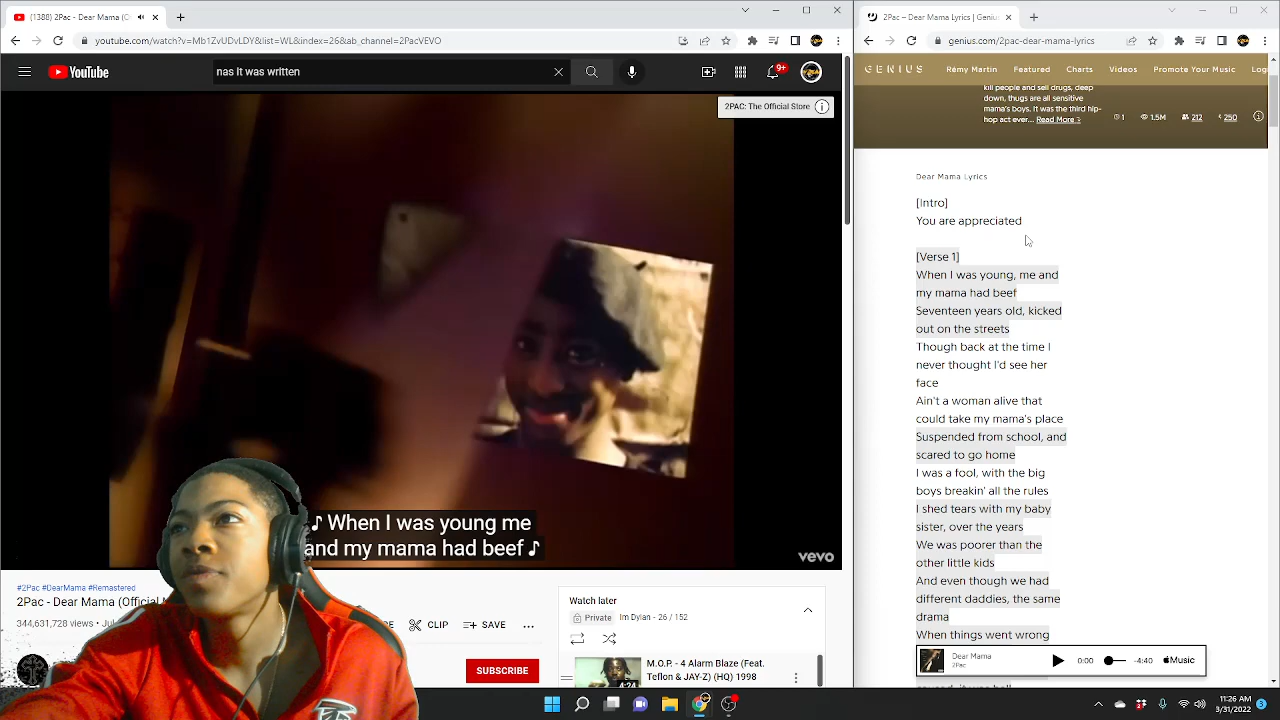 (1388) 2Pac - Dear Mama (O
2Pac – Dear Mama Lyrics | Genius
youtube.com/watch?v=Mb1ZvUDvLDY&list=WL&index=26&ab_channel=2PacVEVO
genius.com/2pac-dear-mama-lyrics
YouTube
nas it was written
9+
GENIUS
Rémy Martin
Featured
Charts
Videos
Promote Your Music
Log
2PAC: The Official Store
kill people and sell drugs, deep
down, thugs are all sensitive
mama's boys. It was the third hip-
hop act ever... Read More
1
1.5M
212
250
Dear Mama Lyrics
[Intro]
You are appreciated
[Verse 1]
When I was young, me and
my mama had beef
Seventeen years old, kicked
out on the streets
Though back at the time I
never thought I'd see her
face
Ain't a woman alive that
could take my mama's place
Suspended from school, and
scared to go home
I was a fool, with the big
boys breakin' all the rules
I shed tears with my baby
sister, over the years
We was poorer than the
other little kids
And even though we had
different daddies, the same
drama
When things went wrong
♪ When I was young me
and my mama had beef ♪
vevo
#2Pac #DearMama #Remastered
2Pac - Dear Mama (Official
344,631,728 views
CLIP
SAVE
SUBSCRIBE
Watch later
Private
Im Dylan - 26 / 152
M.O.P. - 4 Alarm Blaze (Feat.
Teflon & JAY-Z) (HQ) 1998
4:24
Dear Mama
2Pac
0:00
-4:40
Music
11:26 AM
3/31/2022
3